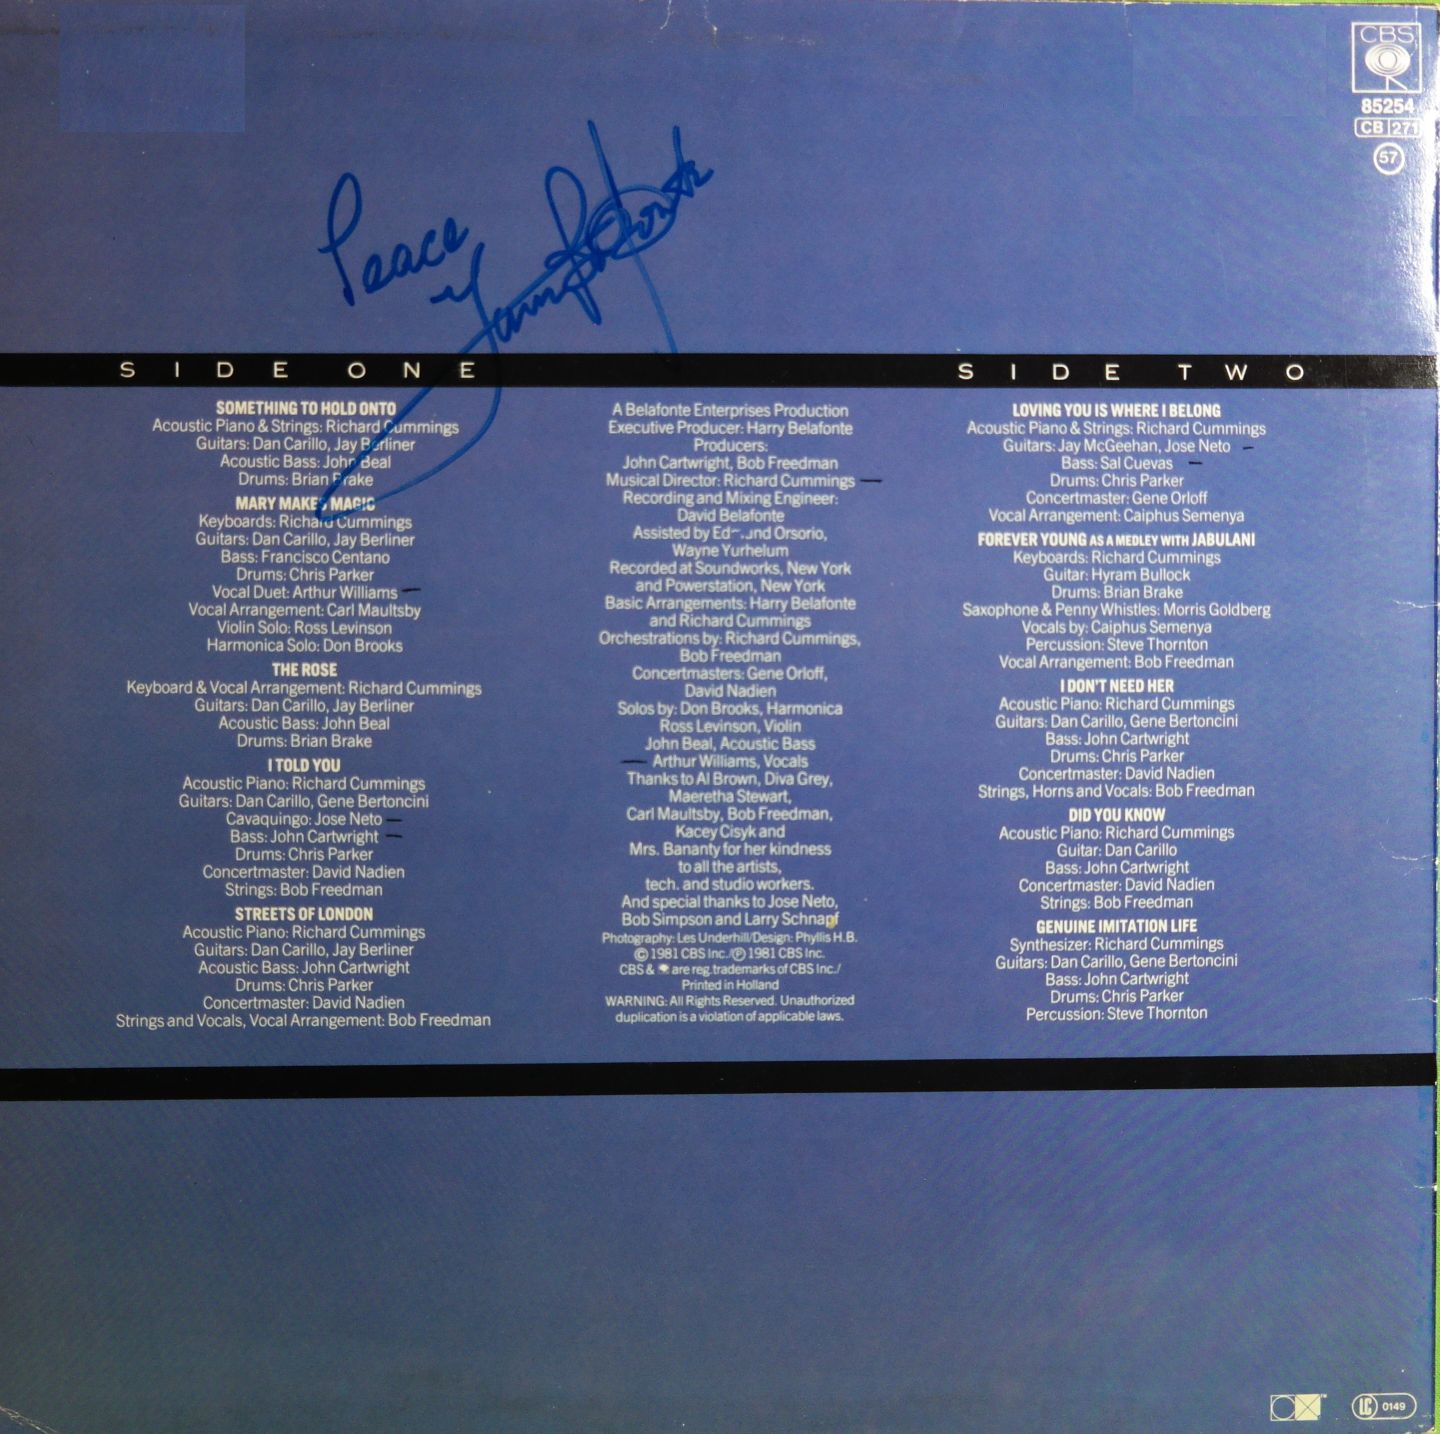 CBS
85254
CB 271
57
Peace
Harry Belafonte
SIDE ONE
SOMETHING TO HOLD ONTO
Acoustic Piano & Strings: Richard Cummings
Guitars: Dan Carillo, Jay Berliner
Acoustic Bass: John Beal
Drums: Brian Brake
MARY MAKES MAGIC
Keyboards: Richard Cummings
Guitars: Dan Carillo, Jay Berliner
Bass: Francisco Centano
Drums: Chris Parker
Vocal Duet: Arthur Williams
Vocal Arrangement: Carl Maultsby
Violin Solo: Ross Levinson
Harmonica Solo: Don Brooks
THE ROSE
Keyboard & Vocal Arrangement: Richard Cummings
Guitars: Dan Carillo, Jay Berliner
Acoustic Bass: John Beal
Drums: Brian Brake
I TOLD YOU
Acoustic Piano: Richard Cummings
Guitars: Dan Carillo, Gene Bertoncini
Cavaquingo: Jose Neto
Bass: John Cartwright
Drums: Chris Parker
Concertmaster: David Nadien
Strings: Bob Freedman
STREETS OF LONDON
Acoustic Piano: Richard Cummings
Guitars: Dan Carillo, Jay Berliner
Acoustic Bass: John Cartwright
Drums: Chris Parker
Concertmaster: David Nadien
Strings and Vocals, Vocal Arrangement: Bob Freedman
A Belafonte Enterprises Production
Executive Producer: Harry Belafonte
Producers:
John Cartwright, Bob Freedman
Musical Director: Richard Cummings
Recording and Mixing Engineer:
David Belafonte
Assisted by Orsorio,
Wayne Yurhelum
Recorded at Soundworks, New York
and Powerstation, New York
Basic Arrangements: Harry Belafonte
and Richard Cummings
Orchestrations by: Richard Cummings,
Bob Freedman
Concertmasters: Gene Orloff,
David Nadien
Solos by: Don Brooks, Harmonica
Ross Levinson, Violin
John Beal, Acoustic Bass
Arthur Williams, Vocals
Thanks to Al Brown, Diva Grey,
Maeretha Stewart,
Carl Maultsby, Bob Freedman,
Kacey Cisyk and
Mrs. Bananty for her kindness
to all the artists,
tech. and studio workers.
And special thanks to Jose Neto,
Bob Simpson and Larry Schnapf
Photography: Les Underhill/Design: Phyllis H.B.
© 1981 CBS Inc./℗ 1981 CBS Inc.
CBS & are reg. trademarks of CBS Inc./
Printed in Holland
WARNING: All Rights Reserved. Unauthorized
duplication is a violation of applicable laws.
SIDE TWO
LOVING YOU IS WHERE I BELONG
Acoustic Piano & Strings: Richard Cummings
Guitars: Jay McGeehan, Jose Neto
Bass: Sal Cuevas
Drums: Chris Parker
Concertmaster: Gene Orloff
Vocal Arrangement: Caiphus Semenya
FOREVER YOUNG AS A MEDLEY WITH JABULANI
Keyboards: Richard Cummings
Guitar: Hyram Bullock
Drums: Brian Brake
Saxophone & Penny Whistles: Morris Goldberg
Vocals by: Caiphus Semenya
Percussion: Steve Thornton
Vocal Arrangement: Bob Freedman
I DON'T NEED HER
Acoustic Piano: Richard Cummings
Guitars: Dan Carillo, Gene Bertoncini
Bass: John Cartwright
Drums: Chris Parker
Concertmaster: David Nadien
Strings, Horns and Vocals: Bob Freedman
DID YOU KNOW
Acoustic Piano: Richard Cummings
Guitar: Dan Carillo
Bass: John Cartwright
Concertmaster: David Nadien
Strings: Bob Freedman
GENUINE IMITATION LIFE
Synthesizer: Richard Cummings
Guitars: Dan Carillo, Gene Bertoncini
Bass: John Cartwright
Drums: Chris Parker
Percussion: Steve Thornton
TM
LC 0149